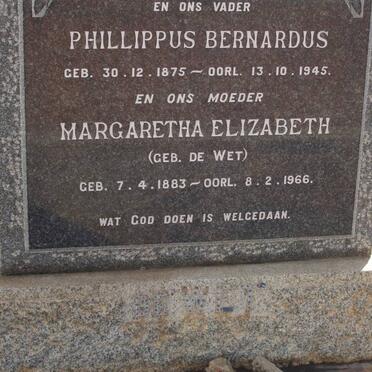 EN ONS VADER
PHILLIPPUS BERNARDUS
GEB. 30.12.1875 – OORL. 13.10.1945.
EN ONS MOEDER
MARGARETHA ELIZABETH
(GEB. DE WET)
GEB. 7.4.1883 – OORL. 8.2.1966.
WAT GOD DOEN IS WELGEDAAN.